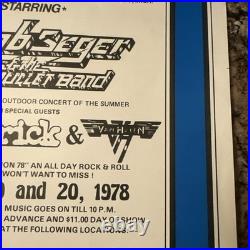 STARRING*
b Seger
& the
Bullet Band
OUTDOOR CONCERT OF THE SUMMER
SPECIAL GUESTS
rick & VAN HALEN
ON 78" AN ALL DAY ROCK & ROLL
WON'T WANT TO MISS !
and 20, 1978
MUSIC GOES ON TILL 10 P.M.
ADVANCE AND $11.00 DAY OF SHOW
AT THE FOLLOWING LOCATIONS: